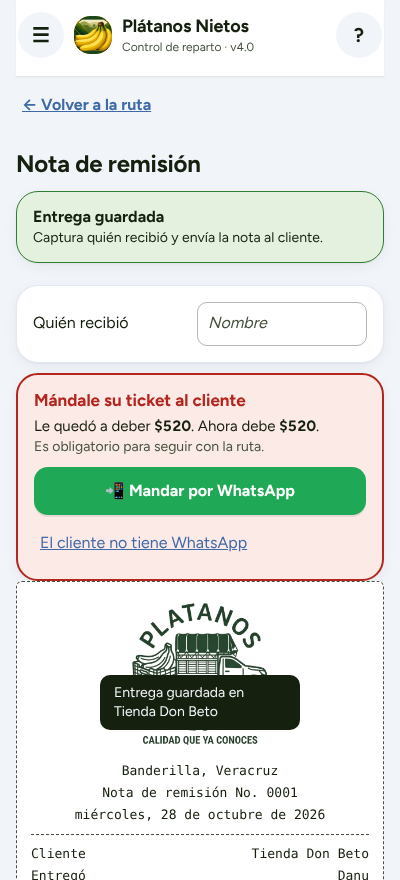 ☰
Plátanos Nietos
Control de reparto · v4.0
?
← Volver a la ruta
Nota de remisión
Entrega guardada
Captura quién recibió y envía la nota al cliente.
Quién recibió
Nombre
Mándale su ticket al cliente
Le quedó a deber $520. Ahora debe $520.
Es obligatorio para seguir con la ruta.
📲 Mandar por WhatsApp
El cliente no tiene WhatsApp
PLATANOS
Entrega guardada en
Tienda Don Beto
CALIDAD QUE YA CONOCES
Banderilla, Veracruz
Nota de remisión No. 0001
miércoles, 28 de octubre de 2026
Cliente Tienda Don Beto
Entregó Danu